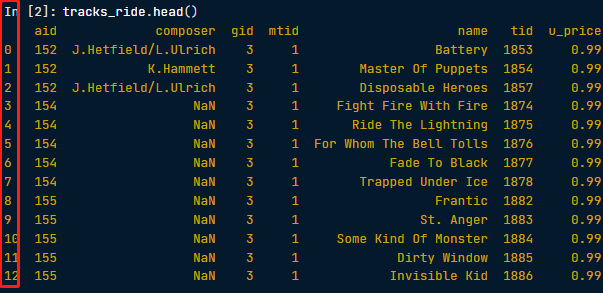 In [2]: tracks_ride.head()
aid composer gid mtid name tid u_price
0 152 J.Hetfield/L.Ulrich 3 1 Battery 1853 0.99
1 152 K.Hammett 3 1 Master Of Puppets 1854 0.99
2 152 J.Hetfield/L.Ulrich 3 1 Disposable Heroes 1857 0.99
3 154 NaN 3 1 Fight Fire With Fire 1874 0.99
4 154 NaN 3 1 Ride The Lightning 1875 0.99
5 154 NaN 3 1 For Whom The Bell Tolls 1876 0.99
6 154 NaN 3 1 Fade To Black 1877 0.99
7 154 NaN 3 1 Trapped Under Ice 1878 0.99
8 155 NaN 3 1 Frantic 1882 0.99
9 155 NaN 3 1 St. Anger 1883 0.99
10 155 NaN 3 1 Some Kind Of Monster 1884 0.99
11 155 NaN 3 1 Dirty Window 1885 0.99
12 155 NaN 3 1 Invisible Kid 1886 0.99